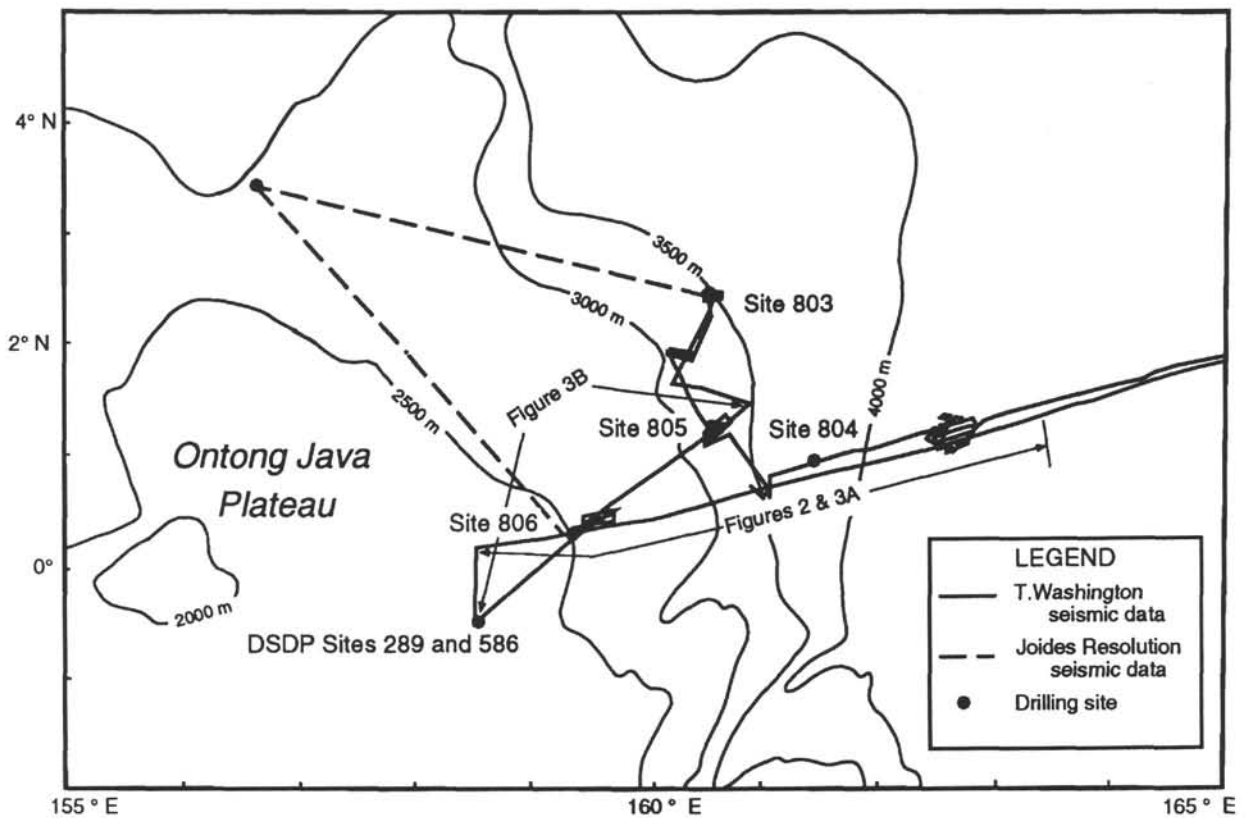 4° N
2° N
0°
155 ° E
160 ° E
165 ° E
3500 m
3000 m
2500 m
4000 m
2000 m
Site 803
Figure 3B
Site 805
Site 804
Ontong Java
Plateau
Site 806
Figures 2 & 3A
DSDP Sites 289 and 586
LEGEND
T.Washington
seismic data
Joides Resolution
seismic data
Drilling site